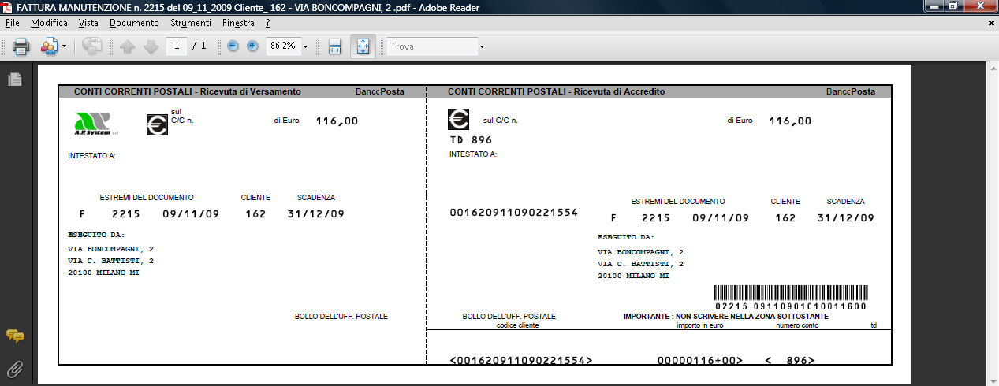 FATTURA MANUTENZIONE n. 2215 del 09_11_2009 Cliente_ 162 - VIA BONCOMPAGNI, 2 .pdf - Adobe Reader
File Modifica Vista Documento Strumenti Finestra ?
1 / 1 86,2% Trova
CONTI CORRENTI POSTALI - Ricevuta di Versamento BancoPosta
A.P. System srl
sul
C/C n. di Euro 116,00
INTESTATO A:
ESTREMI DEL DOCUMENTO CLIENTE SCADENZA
F 2215 09/11/09 162 31/12/09
ESEGUITO DA:
VIA BONCOMPAGNI, 2
VIA C. BATTISTI, 2
20100 MILANO MI
BOLLO DELL'UFF. POSTALE
CONTI CORRENTI POSTALI - Ricevuta di Accredito BancoPosta
€ sul C/C n. di Euro 116,00
TD 896
INTESTATO A:
ESTREMI DEL DOCUMENTO CLIENTE SCADENZA
001620911090221554 F 2215 09/11/09 162 31/12/09
ESEGUITO DA:
VIA BONCOMPAGNI, 2
VIA C. BATTISTI, 2
20100 MILANO MI
02215 09110901010011600
BOLLO DELL'UFF. POSTALE IMPORTANTE : NON SCRIVERE NELLA ZONA SOTTOSTANTE
codice cliente importo in euro numero conto td
<001620911090221554> 00000116+00> < 896>